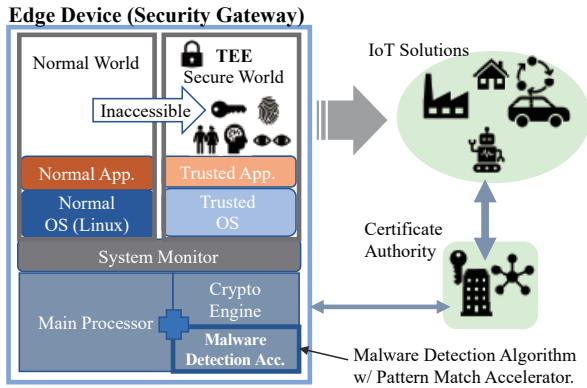 Edge Device (Security Gateway)
Normal World
TEE
Secure World
Inaccessible
Normal App.
Trusted App.
Normal
OS (Linux)
Trusted
OS
System Monitor
Main Processor
Crypto
Engine
Malware
Detection Acc.
IoT Solutions
Certificate
Authority
Malware Detection Algorithm
w/ Pattern Match Accelerator.